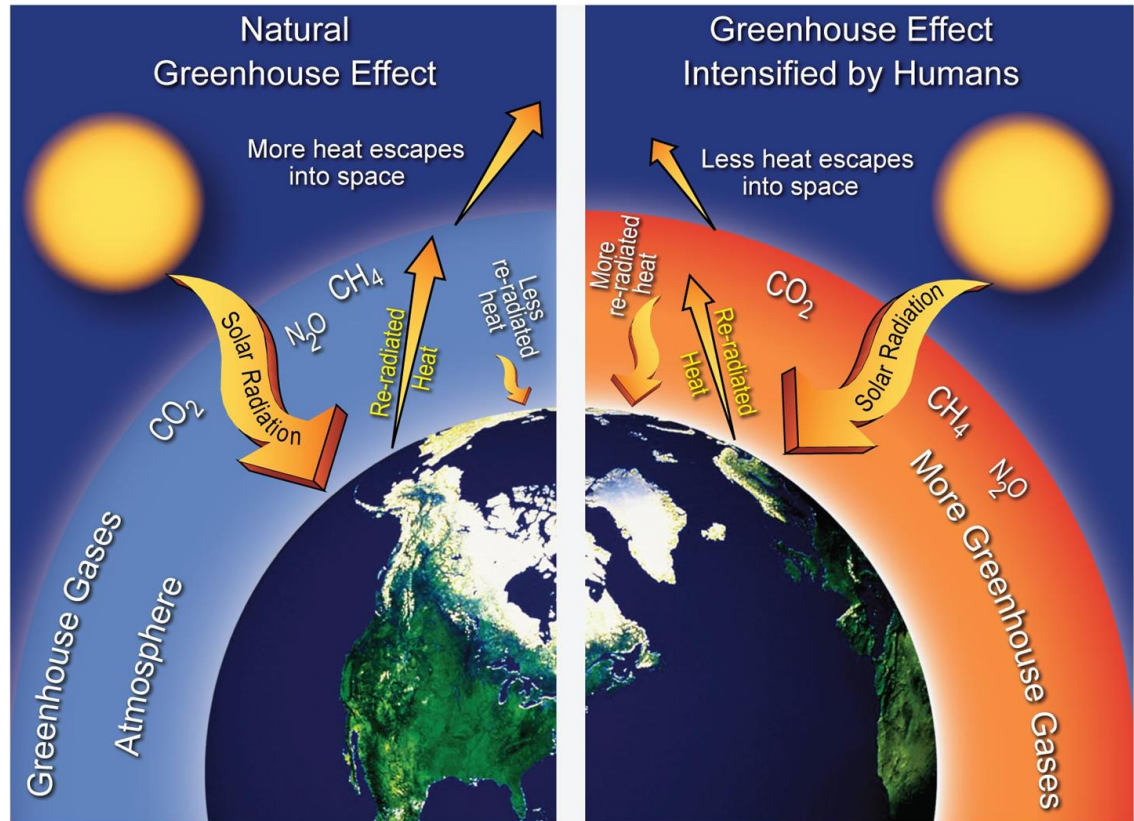 Natural
Greenhouse Effect
More heat escapes
into space
CH₄
N₂O
CO₂
Solar Radiation
Re-radiated
Heat
Less
re-radiated
heat
Greenhouse Gases
Atmosphere
Greenhouse Effect
Intensified by Humans
Less heat escapes
into space
More
re-radiated
heat
CO₂
Re-radiated
Heat
Solar Radiation
CH₄
N₂O
More Greenhouse Gases